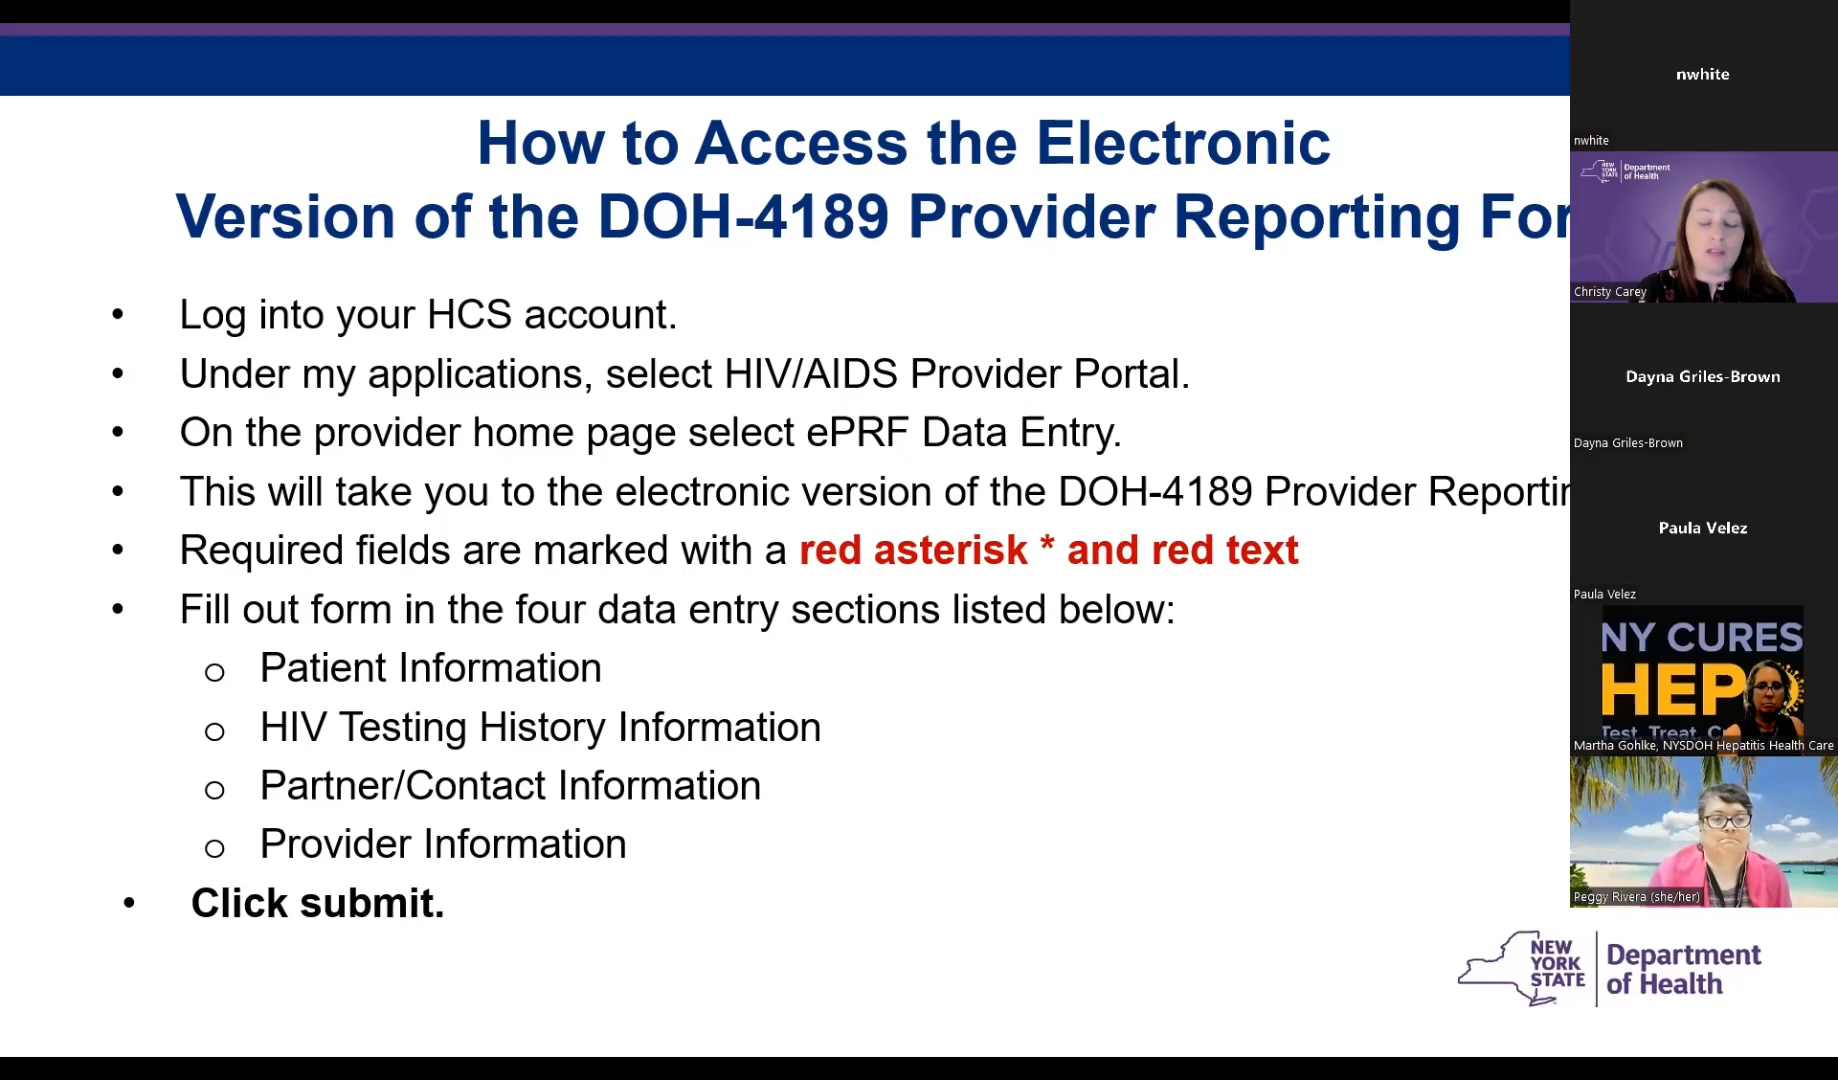 How to Access the Electronic
Version of the DOH-4189 Provider Reporting For
• Log into your HCS account.
• Under my applications, select HIV/AIDS Provider Portal.
• On the provider home page select ePRF Data Entry.
• This will take you to the electronic version of the DOH-4189 Provider Reportin
• Required fields are marked with a red asterisk * and red text
• Fill out form in the four data entry sections listed below:
o Patient Information
o HIV Testing History Information
o Partner/Contact Information
o Provider Information
• Click submit.
NEW
YORK
STATE
Department
of Health
nwhite
nwhite
NEW
YORK
STATE
Department
of Health
Christy Carey
Dayna Griles-Brown
Dayna Griles-Brown
Paula Velez
Paula Velez
NY CURES
HEP
Test. Treat. C
Martha Gohlke, NYSDOH Hepatitis Health Care
Peggy Rivera (she/her)